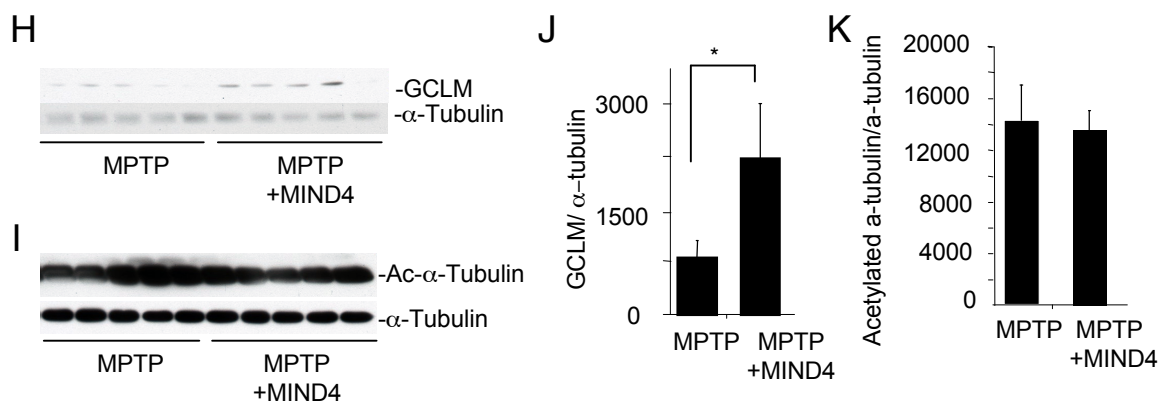 H
-GCLM
-α-Tubulin
MPTP
MPTP
+MIND4
I
-Ac-α-Tubulin
-α-Tubulin
MPTP
MPTP
+MIND4
J
*
GCLM/ α-tubulin
3000
1500
0
MPTP
MPTP
+MIND4
K
Acetylated a-tubulin/a-tubulin
20000
16000
12000
8000
4000
0
MPTP
MPTP
+MIND4